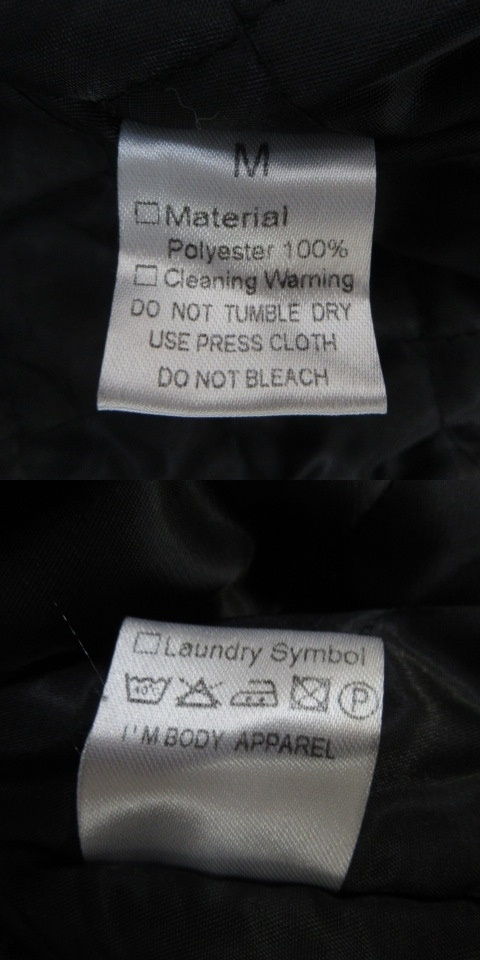 M
Material
Polyester 100%
Cleaning Warning
DO NOT TUMBLE DRY
USE PRESS CLOTH
DO NOT BLEACH
Laundry Symbol
40° P
I'M BODY APPAREL